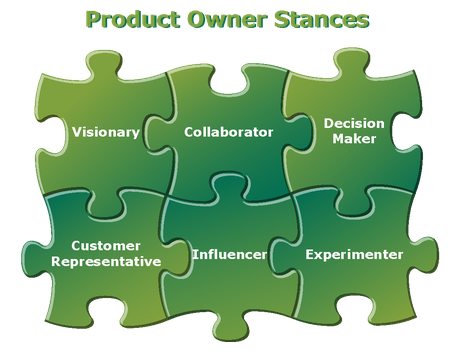 Product Owner Stances
Visionary
Collaborator
Decision
Maker
Customer
Representative
Influencer
Experimenter